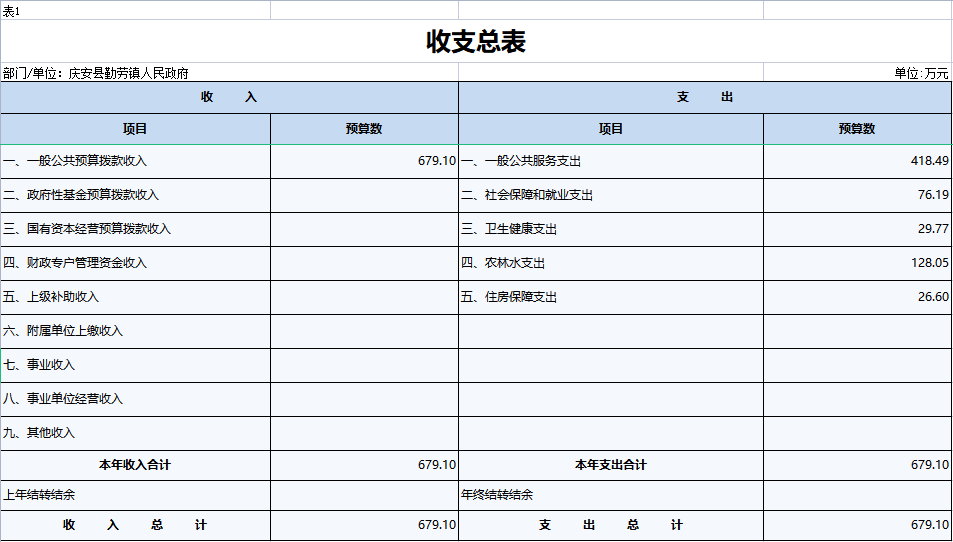 表1
收支总表
部门/单位：庆安县勤劳镇人民政府 单位:万元
收 入 支 出
项目 预算数 项目 预算数
一、一般公共预算拨款收入 679.10 一、一般公共服务支出 418.49
二、政府性基金预算拨款收入 二、社会保障和就业支出 76.19
三、国有资本经营预算拨款收入 三、卫生健康支出 29.77
四、财政专户管理资金收入 四、农林水支出 128.05
五、上级补助收入 五、住房保障支出 26.60
六、附属单位上缴收入
七、事业收入
八、事业单位经营收入
九、其他收入
本年收入合计 679.10 本年支出合计 679.10
上年结转结余 年终结转结余
收 入 总 计 679.10 支 出 总 计 679.10